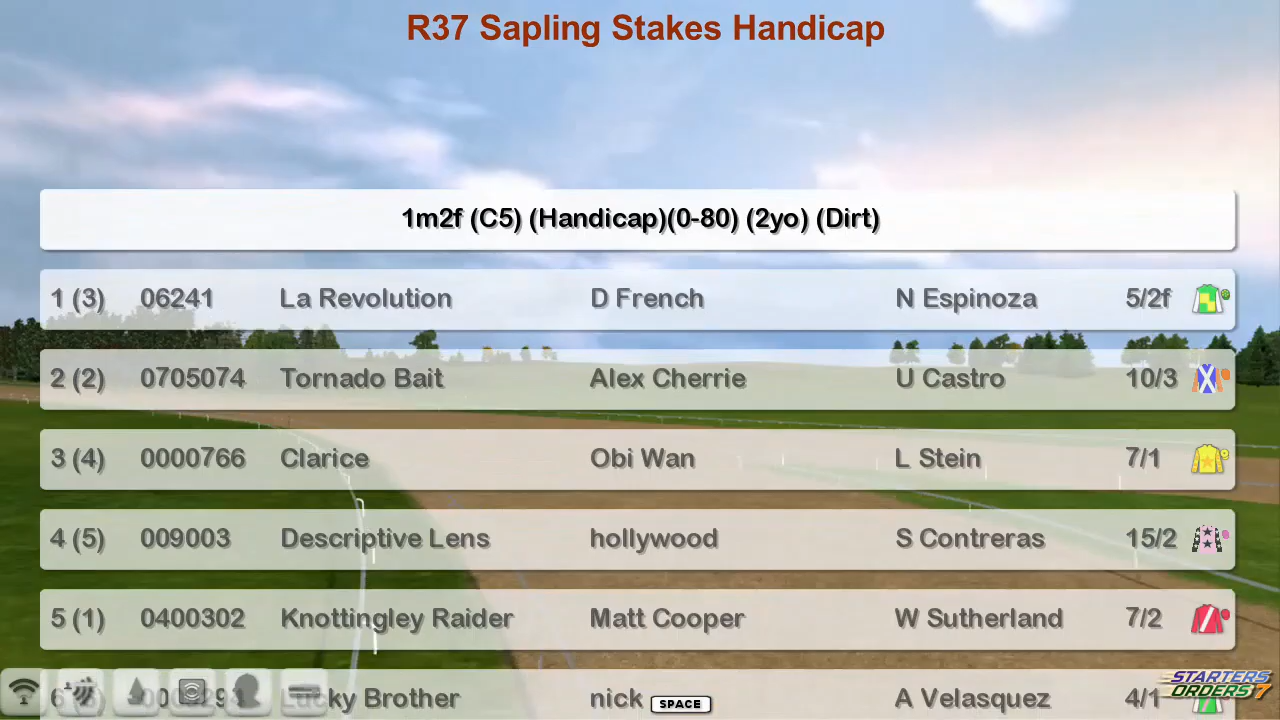 R37 Sapling Stakes Handicap
1m2f (C5) (Handicap)(0-80) (2yo) (Dirt)
1 (3) 06241 La Revolution D French N Espinoza 5/2f
2 (2) 0705074 Tornado Bait Alex Cherrie U Castro 10/3
3 (4) 0000766 Clarice Obi Wan L Stein 7/1
4 (5) 009003 Descriptive Lens hollywood S Contreras 15/2
5 (1) 0400302 Knottingley Raider Matt Cooper W Sutherland 7/2
6 Lucky Brother nick A Velasquez 4/1
SPACE
STARTERS
ORDERS 7